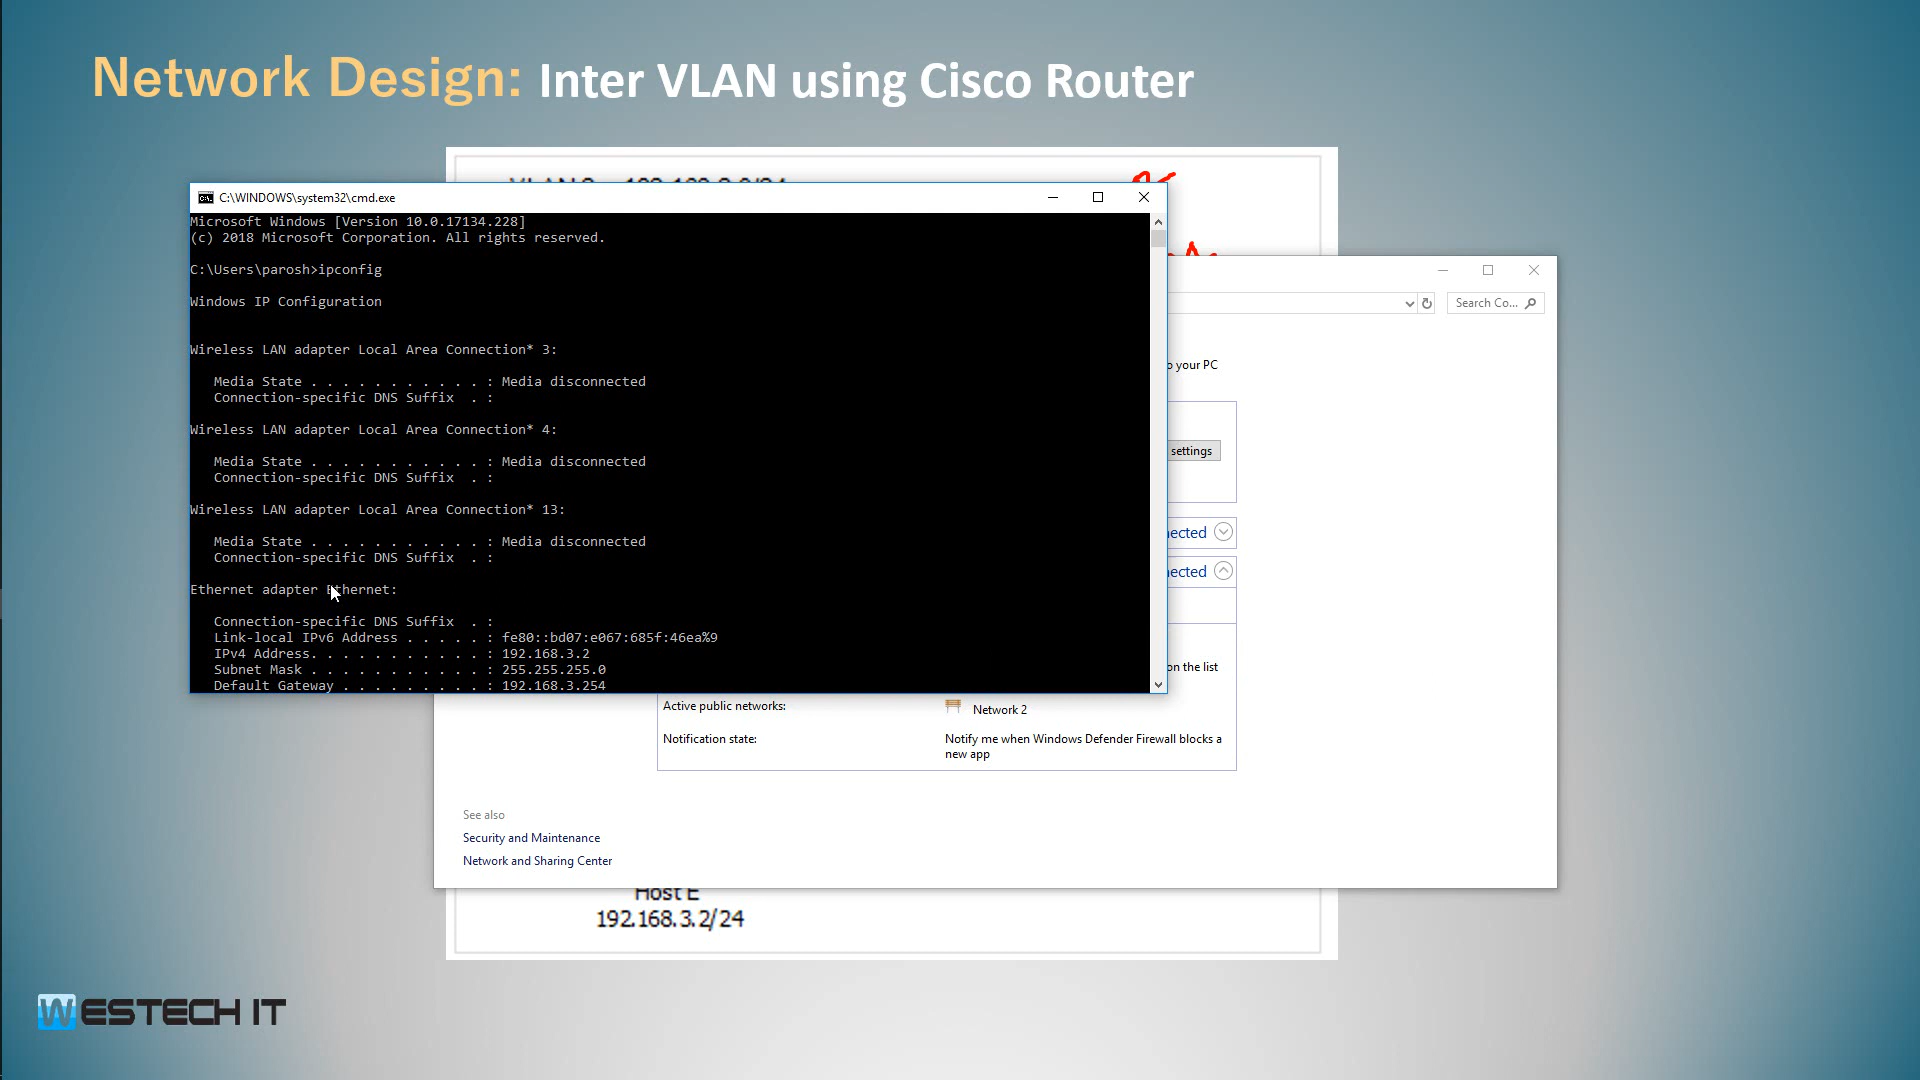 Network Design: Inter VLAN using Cisco Router
C:\WINDOWS\system32\cmd.exe
Microsoft Windows [Version 10.0.17134.228]
(c) 2018 Microsoft Corporation. All rights reserved.
C:\Users\parosh>ipconfig
Windows IP Configuration
Wireless LAN adapter Local Area Connection* 3:
Media State . . . . . . . . . . . : Media disconnected
Connection-specific DNS Suffix  . :
Wireless LAN adapter Local Area Connection* 4:
Media State . . . . . . . . . . . : Media disconnected
Connection-specific DNS Suffix  . :
Wireless LAN adapter Local Area Connection* 13:
Media State . . . . . . . . . . . : Media disconnected
Connection-specific DNS Suffix  . :
Ethernet adapter Ethernet:
Connection-specific DNS Suffix  . :
Link-local IPv6 Address . . . . . : fe80::bd07:e067:685f:46ea%9
IPv4 Address. . . . . . . . . . . : 192.168.3.2
Subnet Mask . . . . . . . . . . . : 255.255.255.0
Default Gateway . . . . . . . . . : 192.168.3.254
Search Co...
your PC
settings
on the list
Active public networks:
Network 2
Notification state:
Notify me when Windows Defender Firewall blocks a
new app
See also
Security and Maintenance
Network and Sharing Center
Host E
192.168.3.2/24
WESTECH IT